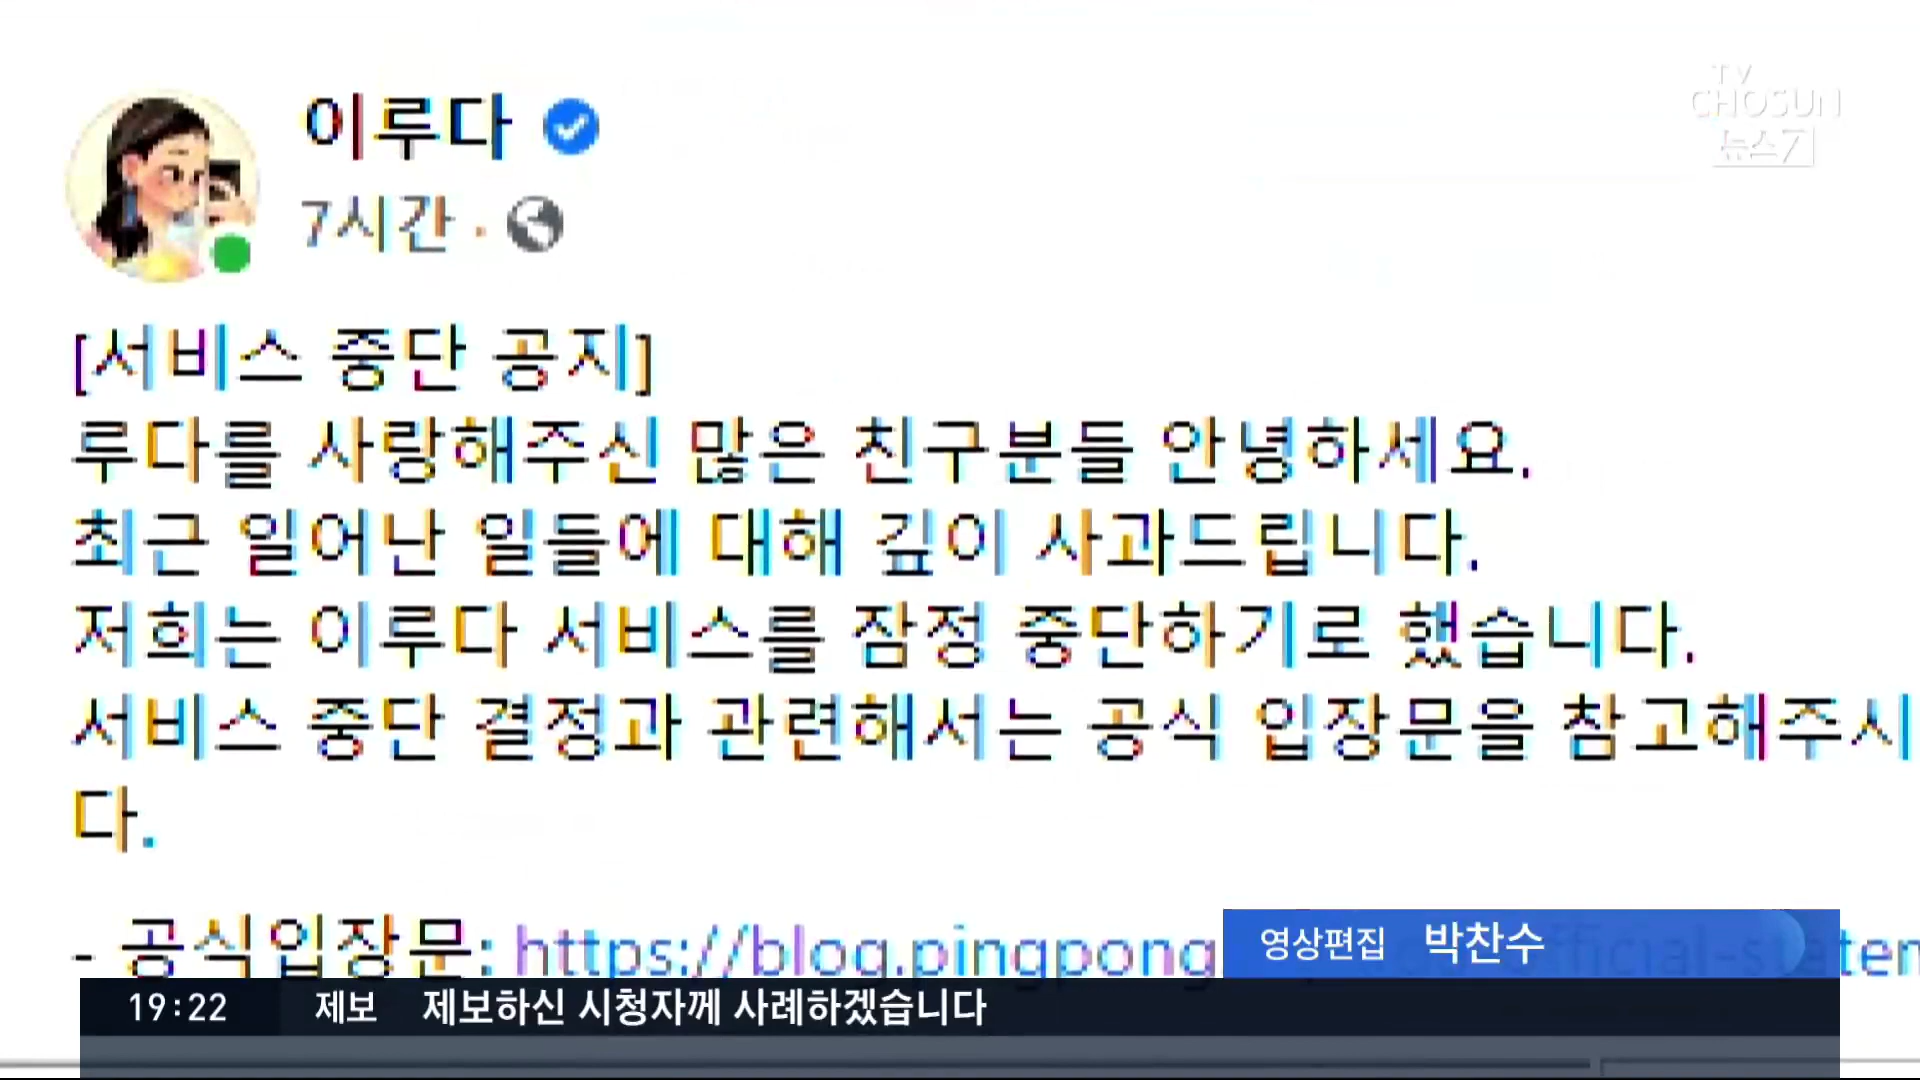 이루다
TV
CHOSUN
뉴스7
7시간 ·
[서비스 중단 공지]
루다를 사랑해주신 많은 친구분들 안녕하세요.
최근 일어난 일들에 대해 깊이 사과드립니다.
저희는 이루다 서비스를 잠정 중단하기로 했습니다.
서비스 중단 결정과 관련해서는 공식 입장문을 참고해주시
다.
- 공식입장문: https://blog.pingpong
영상편집 박찬수
19:22 제보 제보하신 시청자께 사례하겠습니다